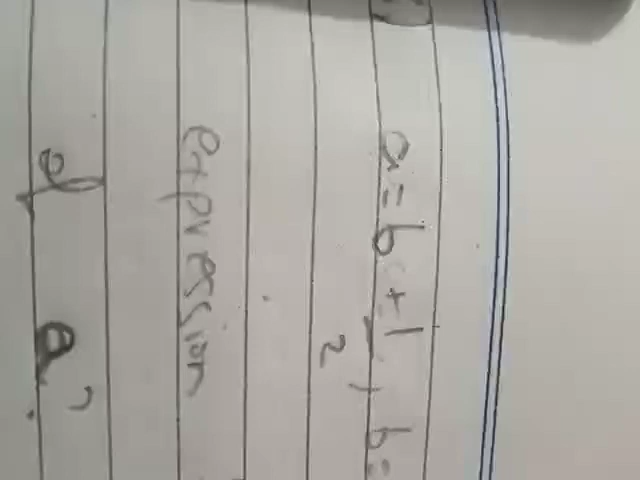 a = b + 1/2, b =
expression
of a?